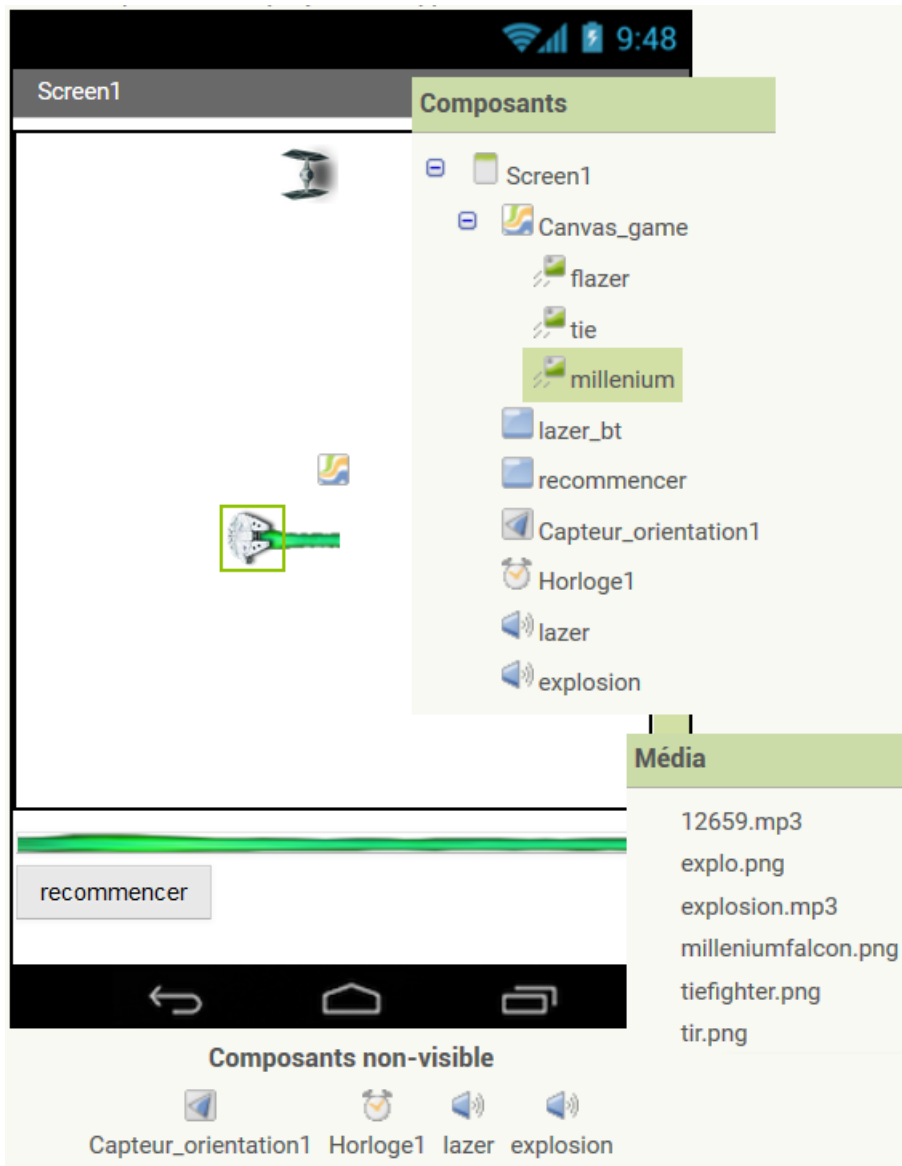 9:48
Screen1
Composants
Screen1
Canvas_game
flazer
tie
millenium
lazer_bt
recommencer
Capteur_orientation1
Horloge1
lazer
explosion
Média
12659.mp3
explo.png
explosion.mp3
milleniumfalcon.png
tiefighter.png
tir.png
recommencer
Composants non-visible
Capteur_orientation1 Horloge1 lazer explosion